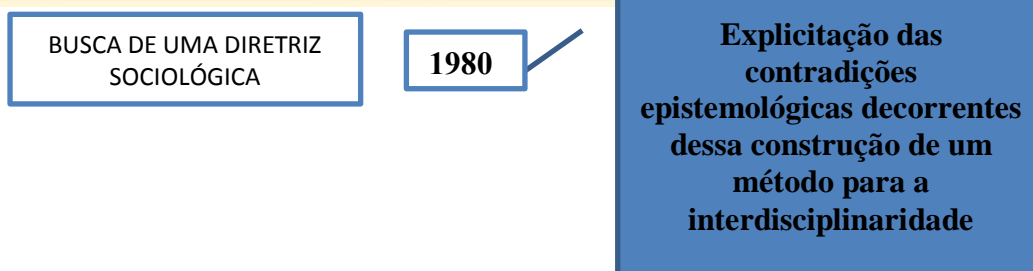 BUSCA DE UMA DIRETRIZ
SOCIOLÓGICA
1980
Explicitação das
contradições
epistemológicas decorrentes
dessa construção de um
método para a
interdisciplinaridade